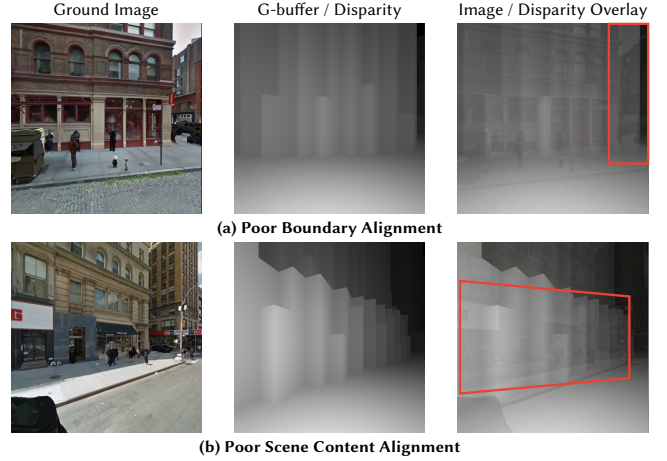 Ground Image G-buffer / Disparity Image / Disparity Overlay
(a) Poor Boundary Alignment
(b) Poor Scene Content Alignment